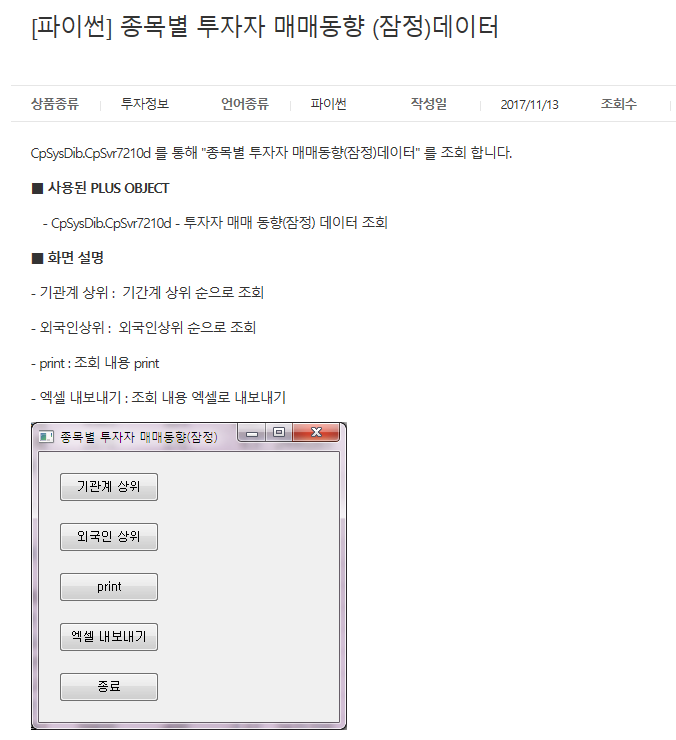 [파이썬] 종목별 투자자 매매동향 (잠정)데이터
상품종류 투자정보 언어종류 파이썬 작성일 2017/11/13 조회수
CpSysDib.CpSvr7210d 를 통해 "종목별 투자자 매매동향(잠정)데이터" 를 조회 합니다.
■ 사용된 PLUS OBJECT
- CpSysDib.CpSvr7210d - 투자자 매매 동향(잠정) 데이터 조회
■ 화면 설명
- 기관계 상위 : 기간계 상위 순으로 조회
- 외국인상위 : 외국인상위 순으로 조회
- print : 조회 내용 print
- 엑셀 내보내기 : 조회 내용 엑셀로 내보내기
종목별 투자자 매매동향(잠정)
기관계 상위
외국인 상위
print
엑셀 내보내기
종료